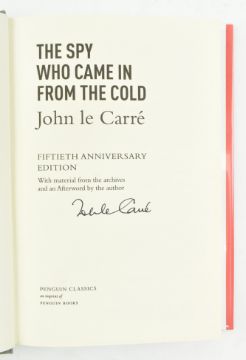 THE SPY
WHO CAME IN
FROM THE COLD
John le Carré
FIFTIETH ANNIVERSARY
EDITION
With material from the archives
and an Afterword by the author
John le Carré
PENGUIN CLASSICS
an imprint of
PENGUIN BOOKS